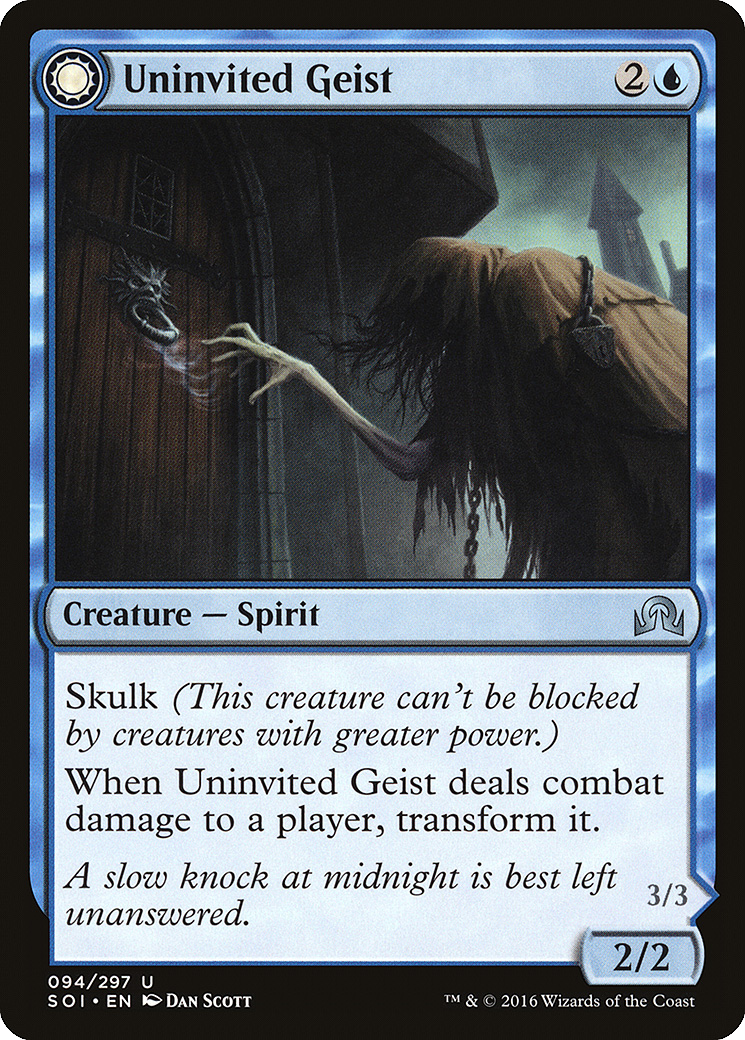 Uninvited Geist 2
Creature — Spirit
Skulk (This creature can't be blocked
by creatures with greater power.)
When Uninvited Geist deals combat
damage to a player, transform it.
A slow knock at midnight is best left
unanswered.
3/3
2/2
094/297 U
SOI • EN Dan Scott
™ & © 2016 Wizards of the Coast